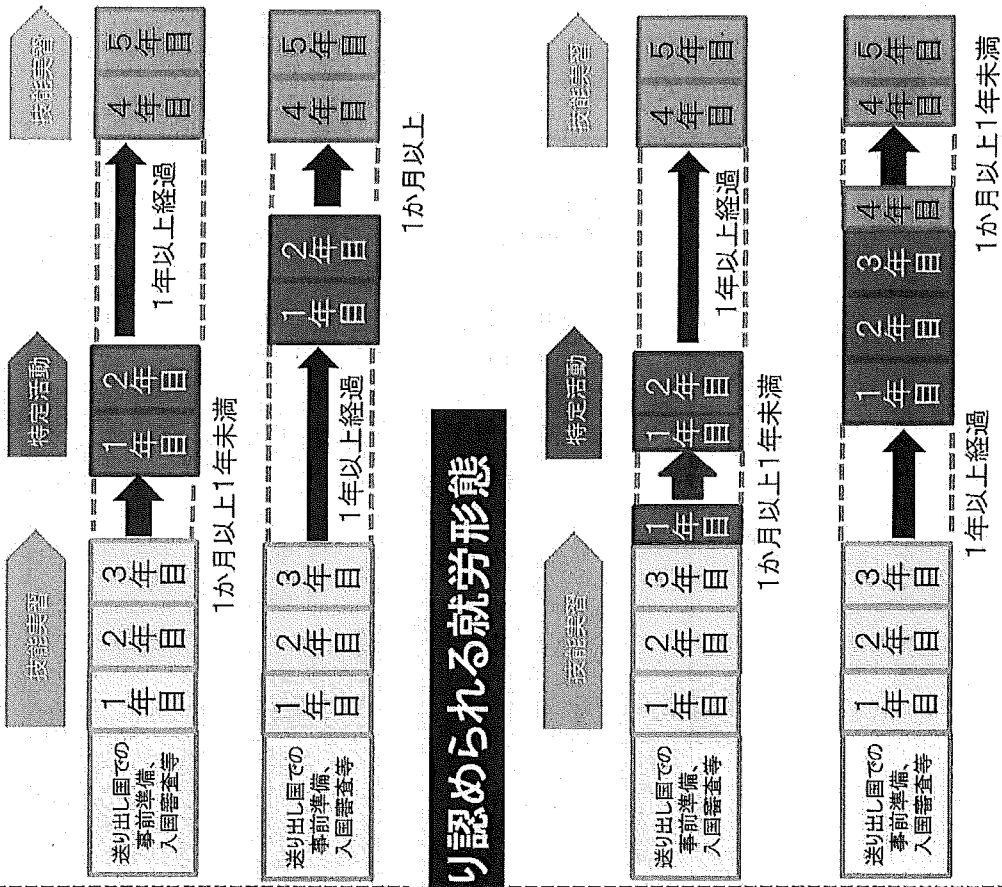 技能実習
特定活動
技能実習
送り出し国での
事前準備、
入国審査等
1年目
2年目
3年目
1年目
2年目
4年目
5年目
1か月以上1年未満
1年以上経過
送り出し国での
事前準備、
入国審査等
1年目
2年目
3年目
1年目
2年目
4年目
5年目
1年以上経過
1か月以上
り認められる就労形態
技能実習
特定活動
技能実習
送り出し国での
事前準備、
入国審査等
1年目
2年目
3年目
1年目
1年目
2年目
4年目
5年目
1か月以上1年未満
1年以上経過
送り出し国での
事前準備、
入国審査等
1年目
2年目
3年目
1年目
2年目
3年目
4年目
4年目
5年目
1年以上経過
1か月以上1年未満